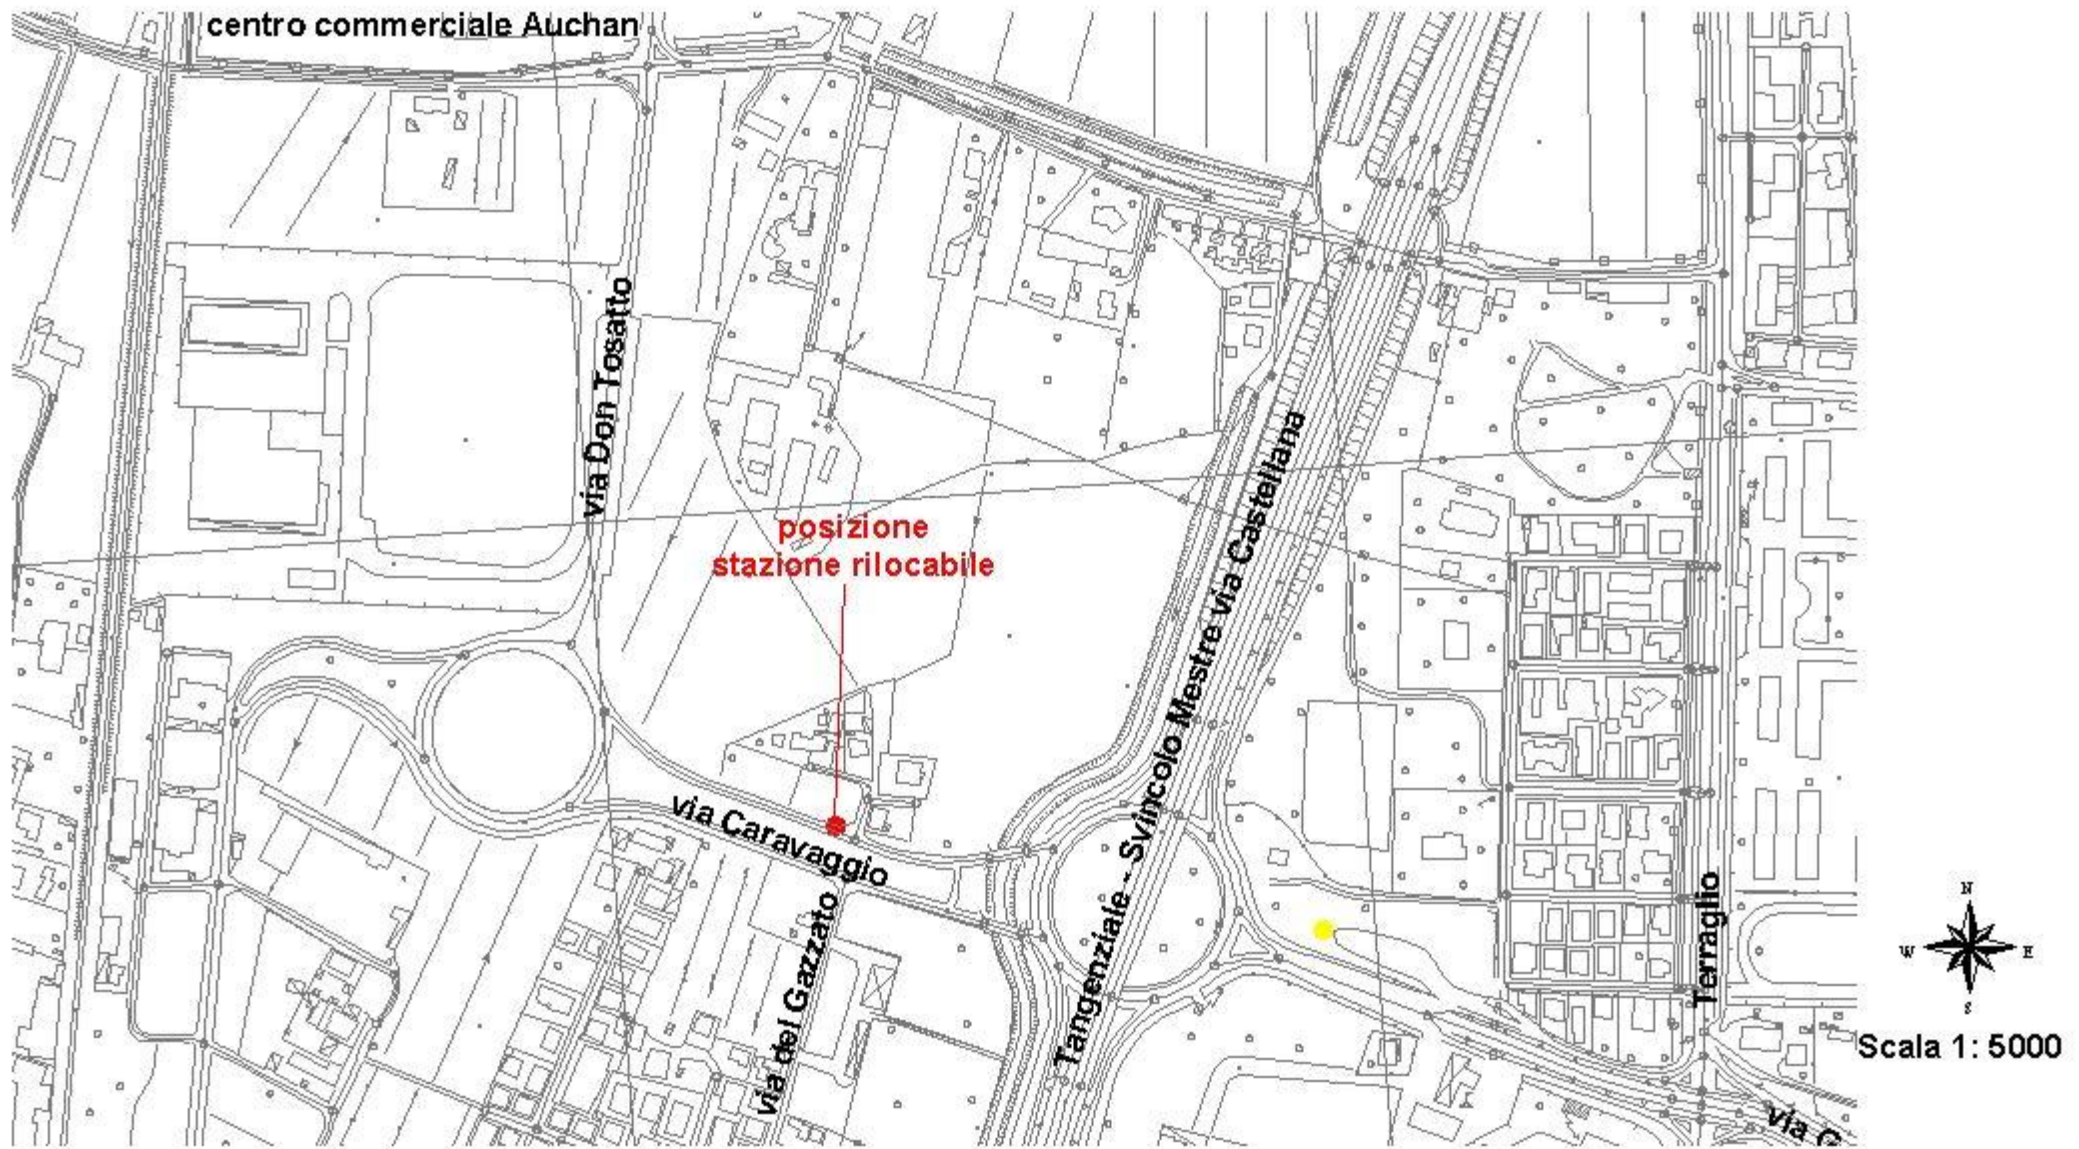 centro commerciale Auchan
via Don Tosatto
posizione
stazione rilocabile
Tangenziale - Svincolo Mestre via Castellana
via Caravaggio
via del Gazzato
Terraglio
N
W
E
S
Scala 1: 5000
via G